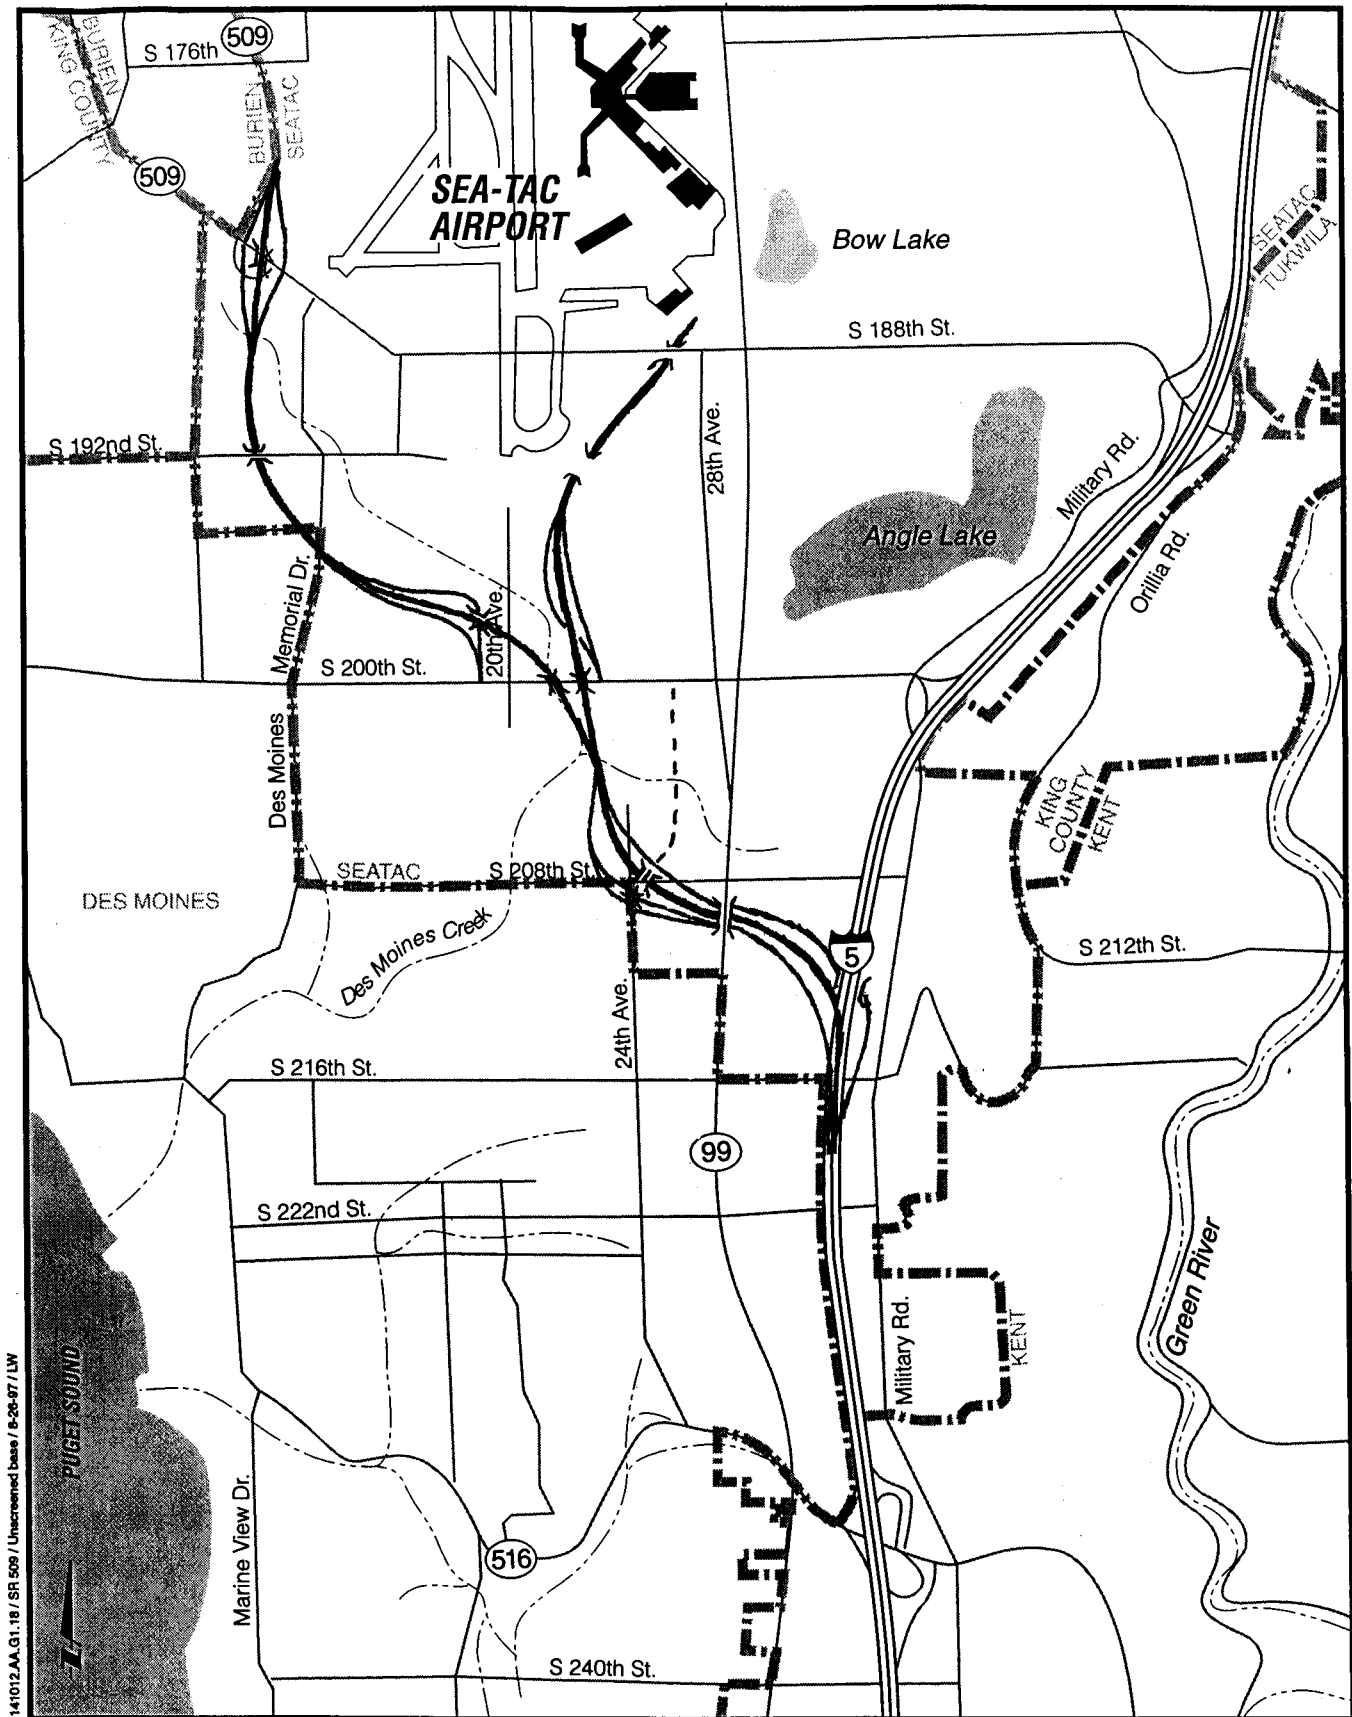 BURIEN
KING COUNTY
S 176th
509
BURIEN
SEATAC
509
SEA-TAC
AIRPORT
Bow Lake
SEATAC
TUKWILA
S 188th St.
28th Ave.
S 192nd St.
Military Rd.
Angle Lake
Orillia Rd.
Memorial Dr.
20th Ave.
S 200th St.
Des Moines
KING
COUNTY
KENT
SEATAC
S 208th St.
DES MOINES
Des Moines Creek
5
S 212th St.
24th Ave.
S 216th St.
99
S 222nd St.
Green River
Military Rd.
KENT
PUGET SOUND
Marine View Dr.
516
S 240th St.
141012.AA.G1.18 / SR 509 / Unscreened base / 8-26-97 / LW